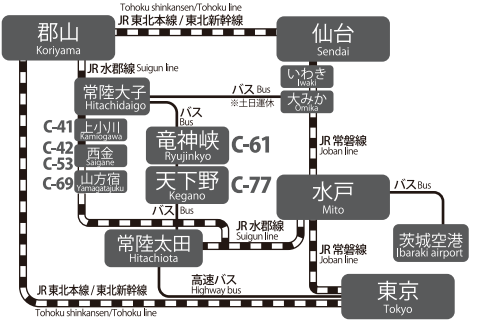 Tohoku shinkansen/Tohoku line
JR 東北本線 / 東北新幹線
郡山
Koriyama
仙台
Sendai
JR 水郡線 Suigun line
いわき
Iwaki
常陸大子
Hitachidaigo
バス Bus
※土日運休
大みか
Omika
バス
Bus
C-41
上小川
Kamiogawa
C-42
C-53
西金
Saigane
竜神峡
Ryujinkyo
C-61
JR 常磐線
Joban line
C-69
山方宿
Yamagatajuku
天下野
Kegano
C-77
水戸
Mito
バス Bus
バス Bus
常陸太田
Hitachiota
JR 水郡線
Suigun line
茨城空港
Ibaraki airport
JR 常磐線
Joban line
高速バス
Highway bus
東京
Tokyo
JR 東北本線 / 東北新幹線
Tohoku shinkansen/Tohoku line